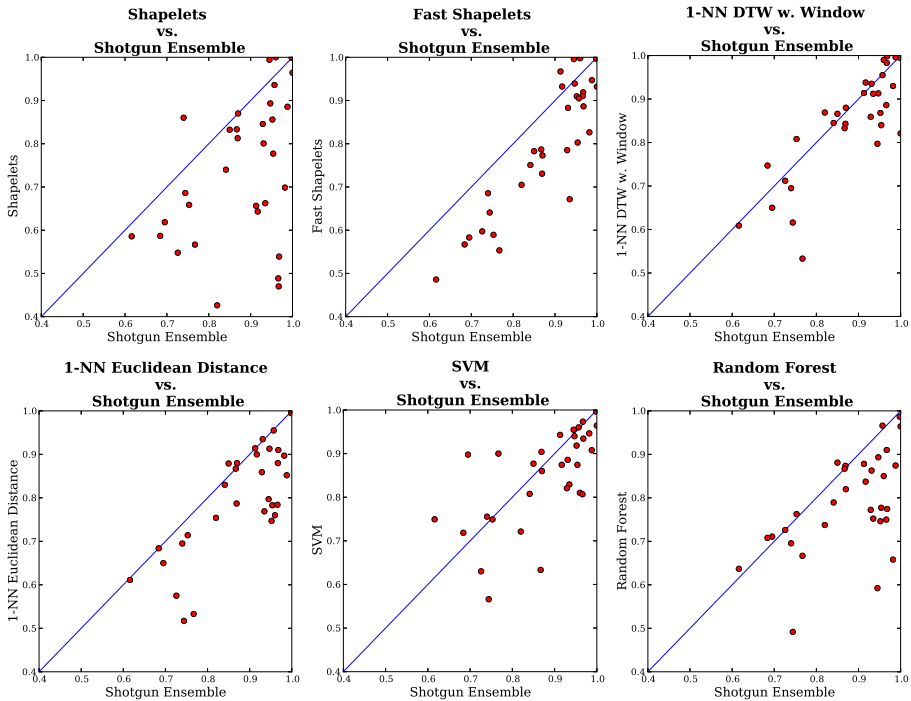 Shapelets
vs.
Shotgun Ensemble
1.0
0.9
0.8
0.7
0.6
0.5
0.4
Shapelets
0.4 0.5 0.6 0.7 0.8 0.9 1.0
Shotgun Ensemble
Fast Shapelets
vs.
Shotgun Ensemble
1.0
0.9
0.8
0.7
0.6
0.5
0.4
Fast Shapelets
0.4 0.5 0.6 0.7 0.8 0.9 1.0
Shotgun Ensemble
1-NN DTW w. Window
vs.
Shotgun Ensemble
1.0
0.9
0.8
0.7
0.6
0.5
0.4
1-NN DTW w. Window
0.4 0.5 0.6 0.7 0.8 0.9 1.0
Shotgun Ensemble
1-NN Euclidean Distance
vs.
Shotgun Ensemble
1.0
0.9
0.8
0.7
0.6
0.5
0.4
1-NN Euclidean Distance
0.4 0.5 0.6 0.7 0.8 0.9 1.0
Shotgun Ensemble
SVM
vs.
Shotgun Ensemble
1.0
0.9
0.8
0.7
0.6
0.5
0.4
SVM
0.4 0.5 0.6 0.7 0.8 0.9 1.0
Shotgun Ensemble
Random Forest
vs.
Shotgun Ensemble
1.0
0.9
0.8
0.7
0.6
0.5
0.4
Random Forest
0.4 0.5 0.6 0.7 0.8 0.9 1.0
Shotgun Ensemble